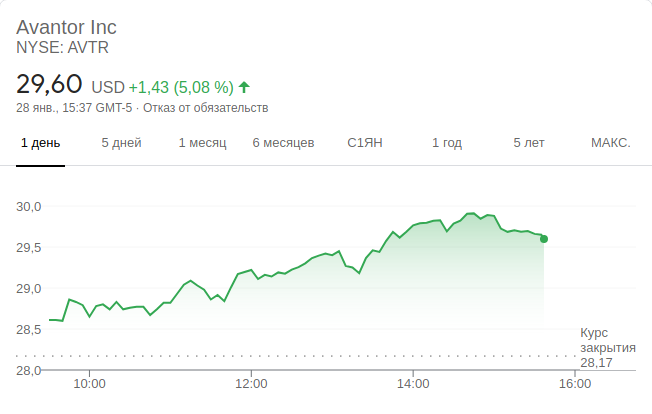 Avantor Inc
NYSE: AVTR
29,60 USD +1,43 (5,08 %)
28 янв., 15:37 GMT-5 · Отказ от обязательств
1 день 5 дней 1 месяц 6 месяцев С1ЯН 1 год 5 лет МАКС.
30,0
29,5
29,0
28,5
28,0
Курс
закрытия
28,17
10:00 12:00 14:00 16:00